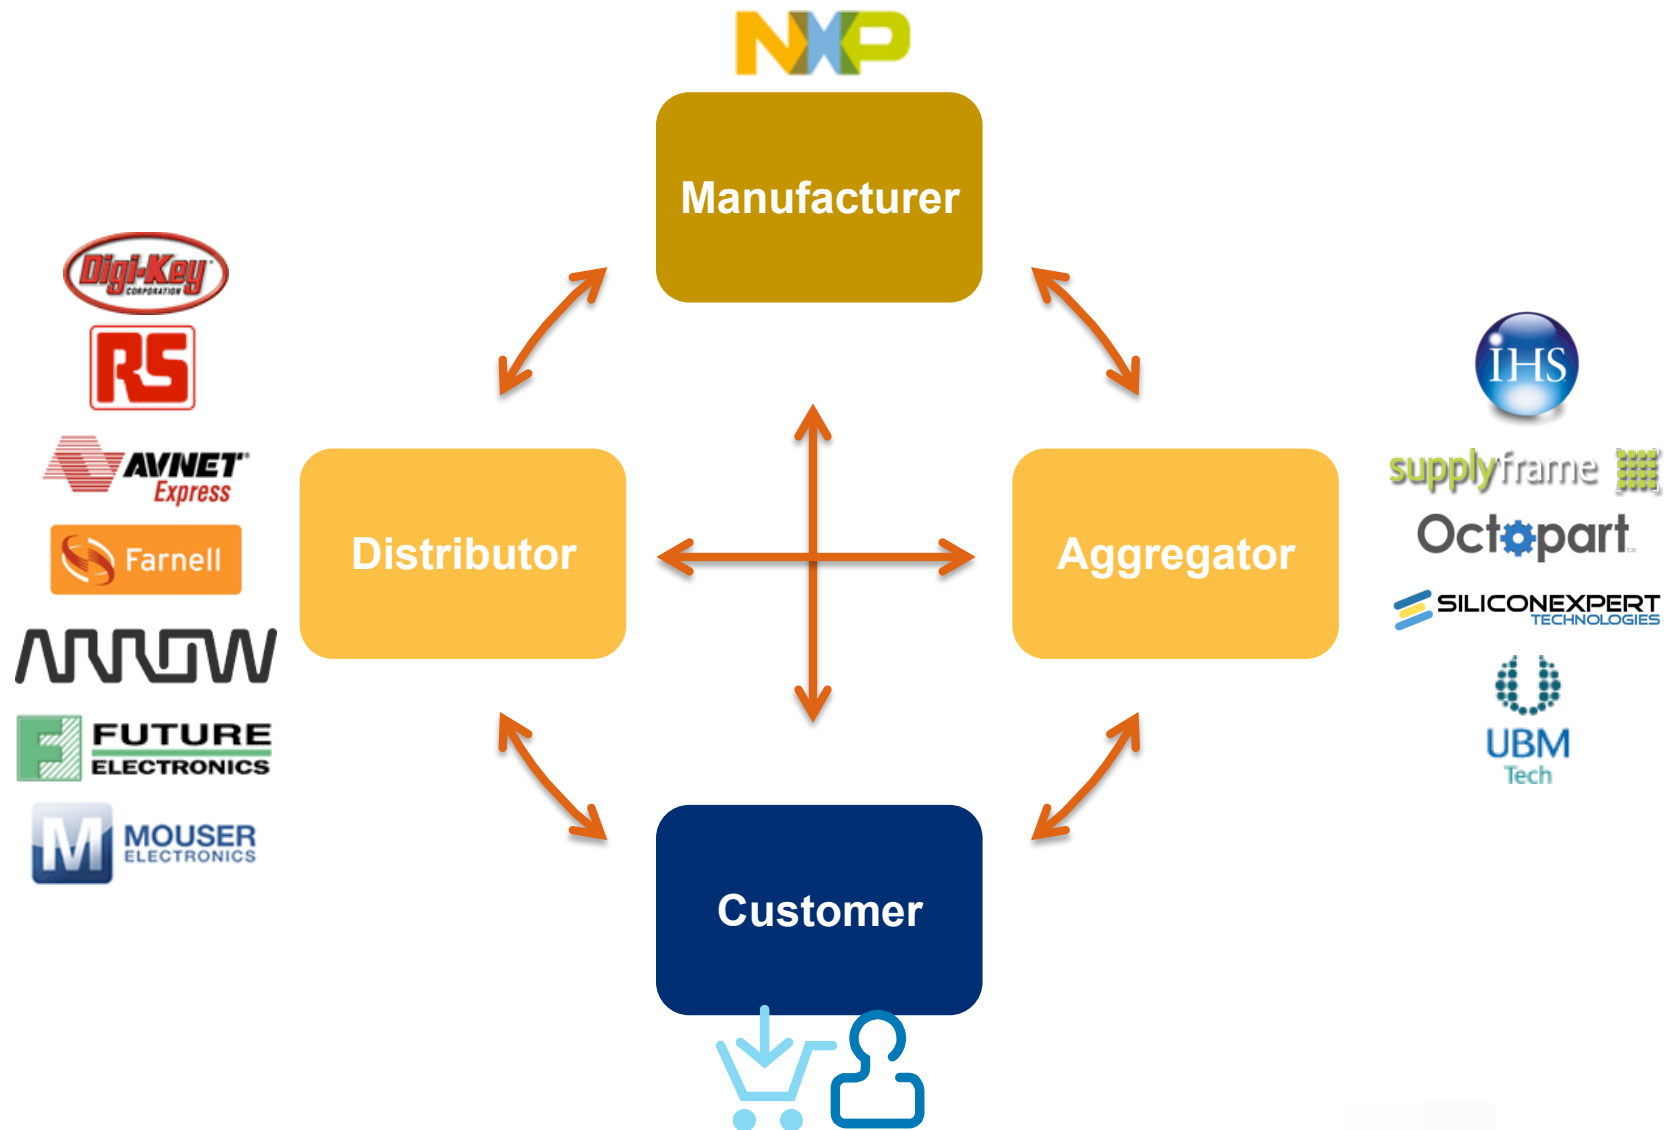 NXP
Manufacturer
Digi-Key
CORPORATION
RS
AVNET
Express
Farnell
ARROW
FUTURE
ELECTRONICS
M MOUSER
ELECTRONICS
Distributor
Aggregator
IHS
supplyframe
Octopart
SILICONEXPERT
TECHNOLOGIES
UBM
Tech
Customer